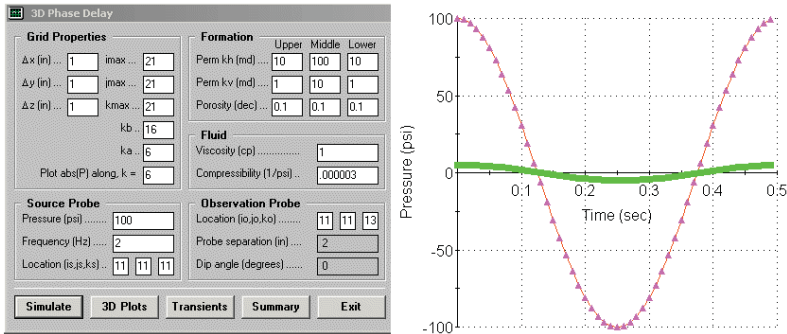 3D Phase Delay
Grid Properties
Δx (in) ... 1 imax ... 21
Δy (in) ... 1 jmax ... 21
Δz (in) ... 1 kmax ... 21
kb .. 16
ka .. 6
Plot abs(P) along, k = 6
Formation
Upper Middle Lower
Perm kh (md) .... 10 100 10
Perm kv (md) .... 1 10 1
Porosity (dec) .... 0.1 0.1 0.1
Fluid
Viscosity (cp) .............. 1
Compressibility (1/psi) .. .000003
Source Probe
Pressure (psi) ........ 100
Frequency (Hz) ..... 2
Location (is,js,ks) .. 11 11 11
Observation Probe
Location (io,jo,ko) ...... 11 11 13
Probe separation (in) .... 2
Dip angle (degrees) ...... 0
Simulate 3D Plots Transients Summary Exit
100
50
0
-50
-100
Pressure (psi)
0.1 0.2 0.3 0.4 0.5
Time (sec)